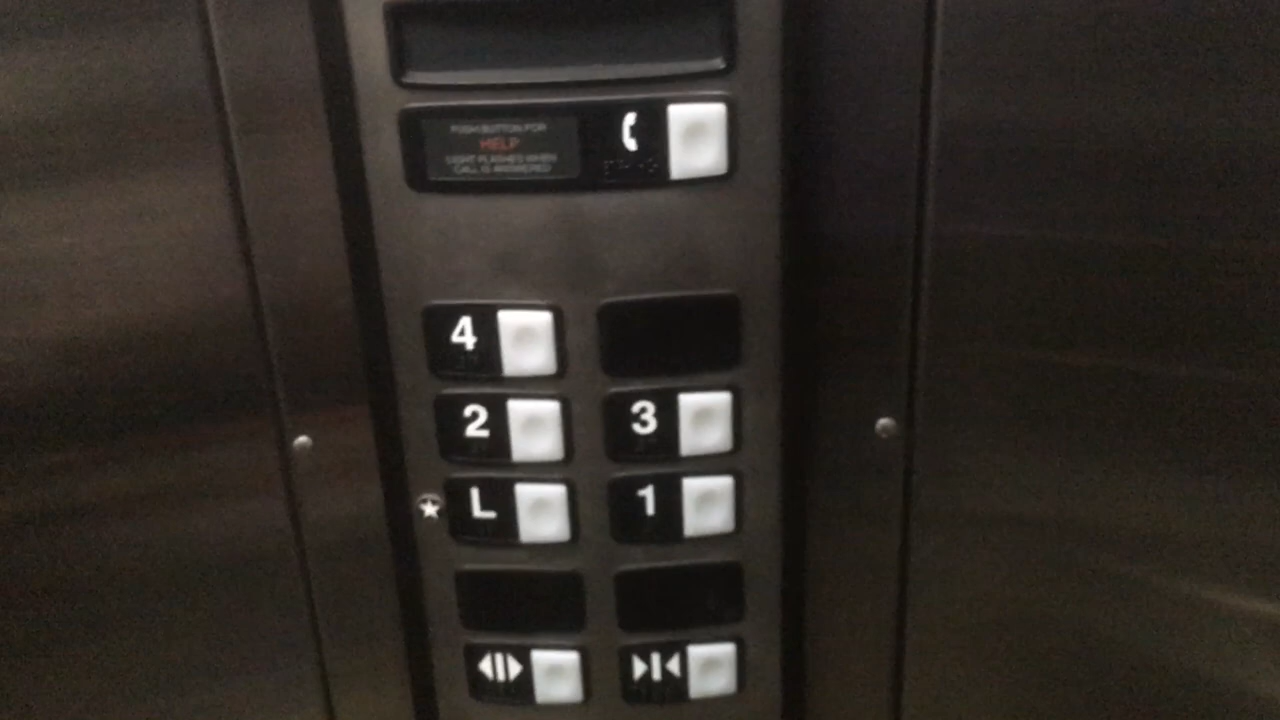 PUSH BUTTON FOR
HELP
LIGHT FLASHES WHEN
CALL IS ANSWERED
4
2 3
L 1